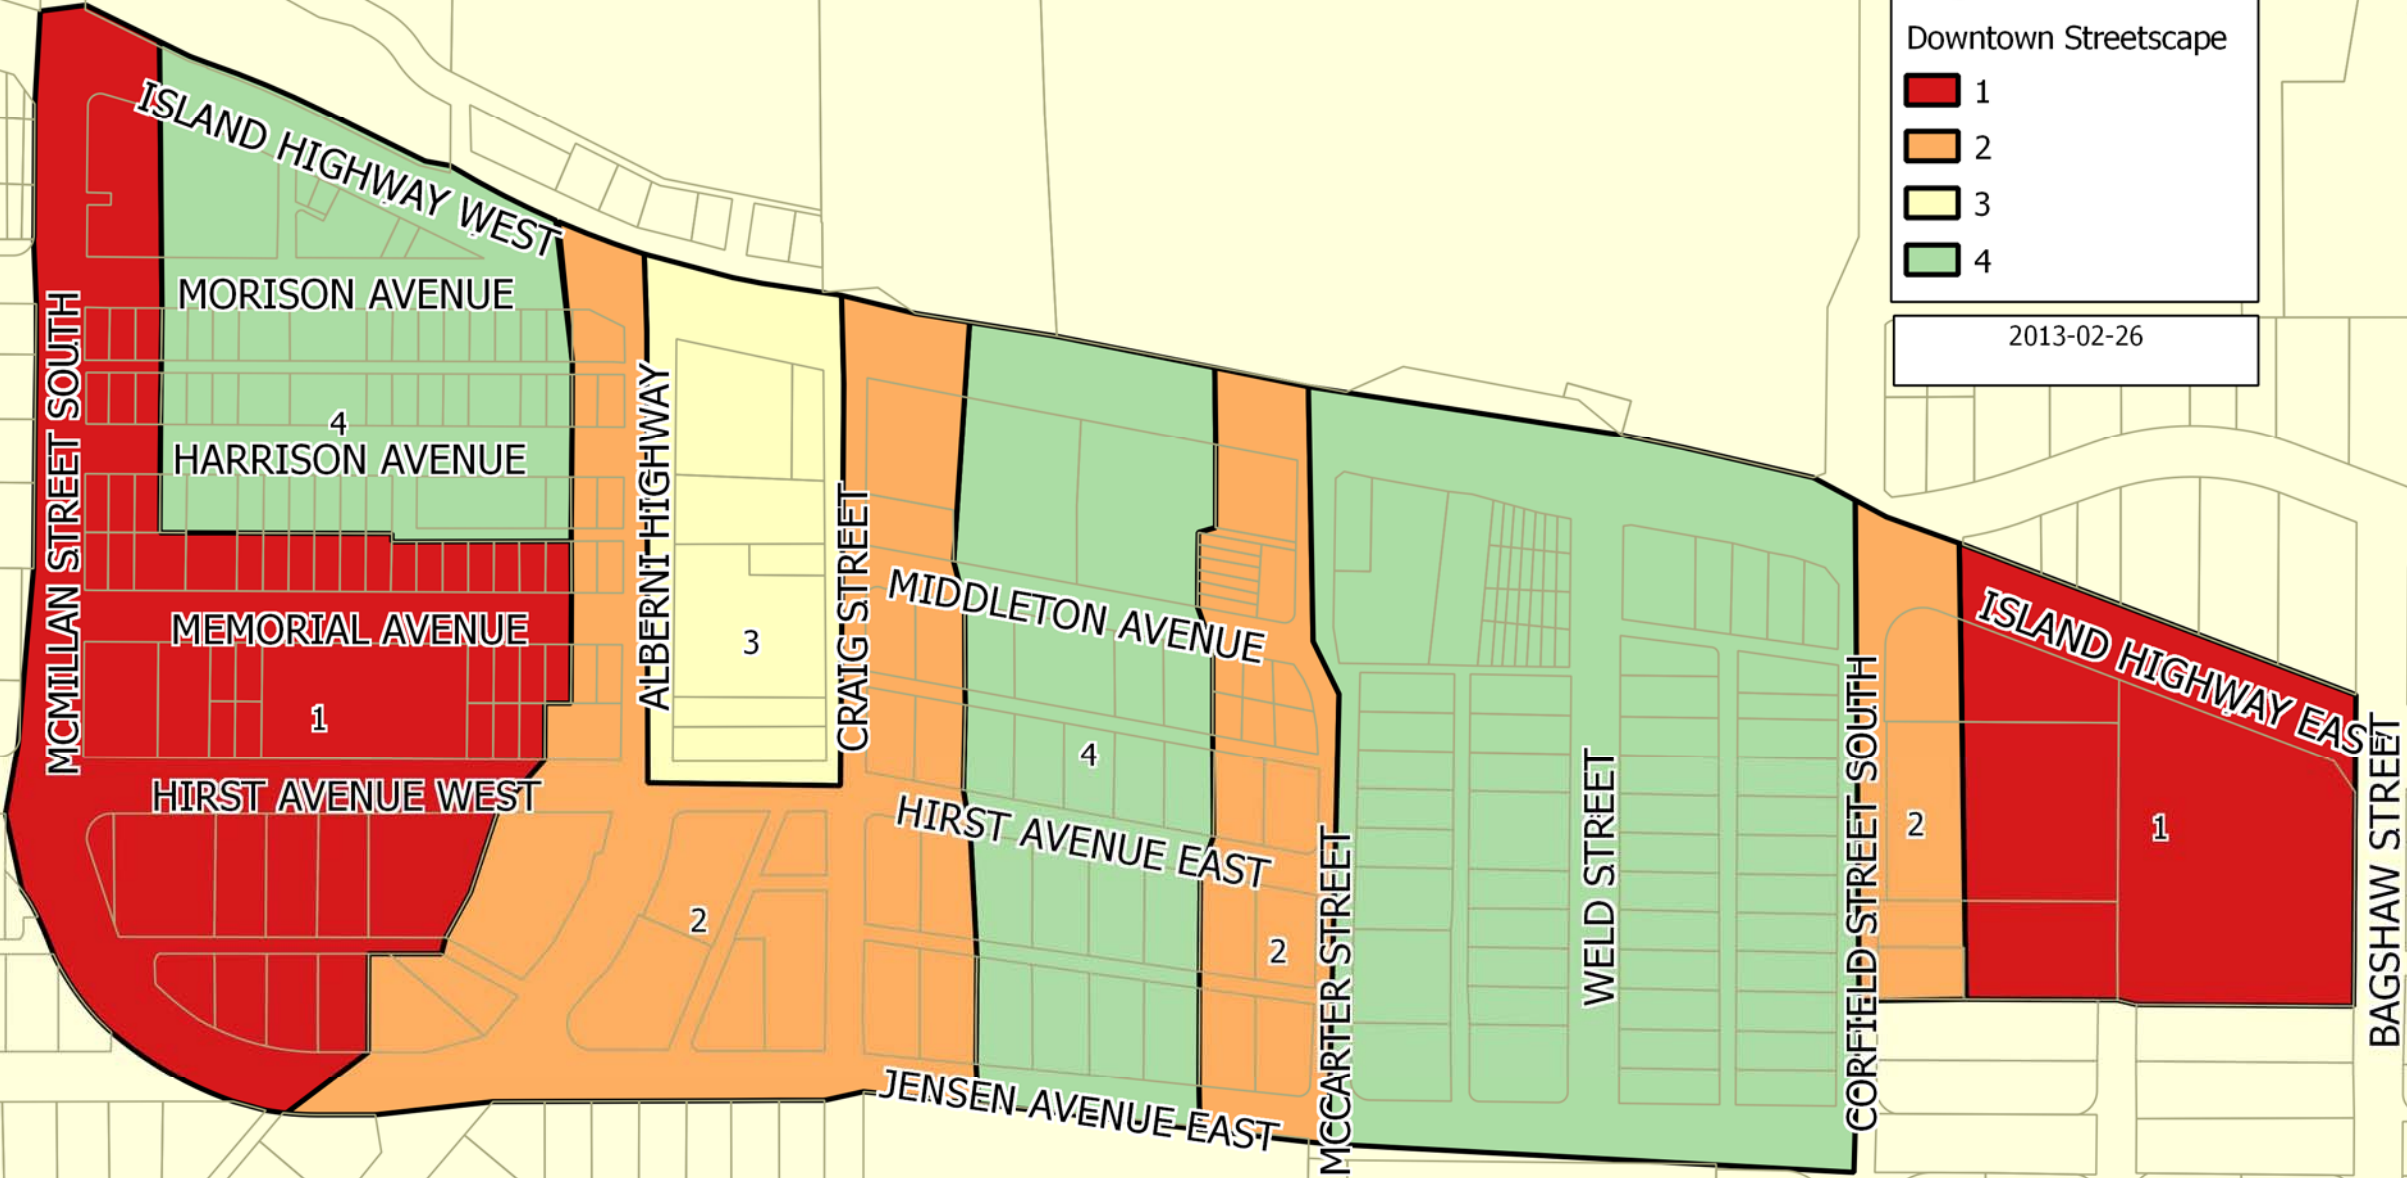 Downtown Streetscape
1
2
3
4
2013-02-26
ISLAND HIGHWAY WEST
MORISON AVENUE
4
HARRISON AVENUE
MCMILLAN STREET SOUTH
MEMORIAL AVENUE
1
HIRST AVENUE WEST
ALBERNI HIGHWAY
3
CRAIG STREET
2
MIDDLETON AVENUE
4
HIRST AVENUE EAST
2
JENSEN AVENUE EAST
MCCARTER STREET
WELD STREET
CORFIELD STREET SOUTH
2
ISLAND HIGHWAY EAST
1
BAGSHAW STREET